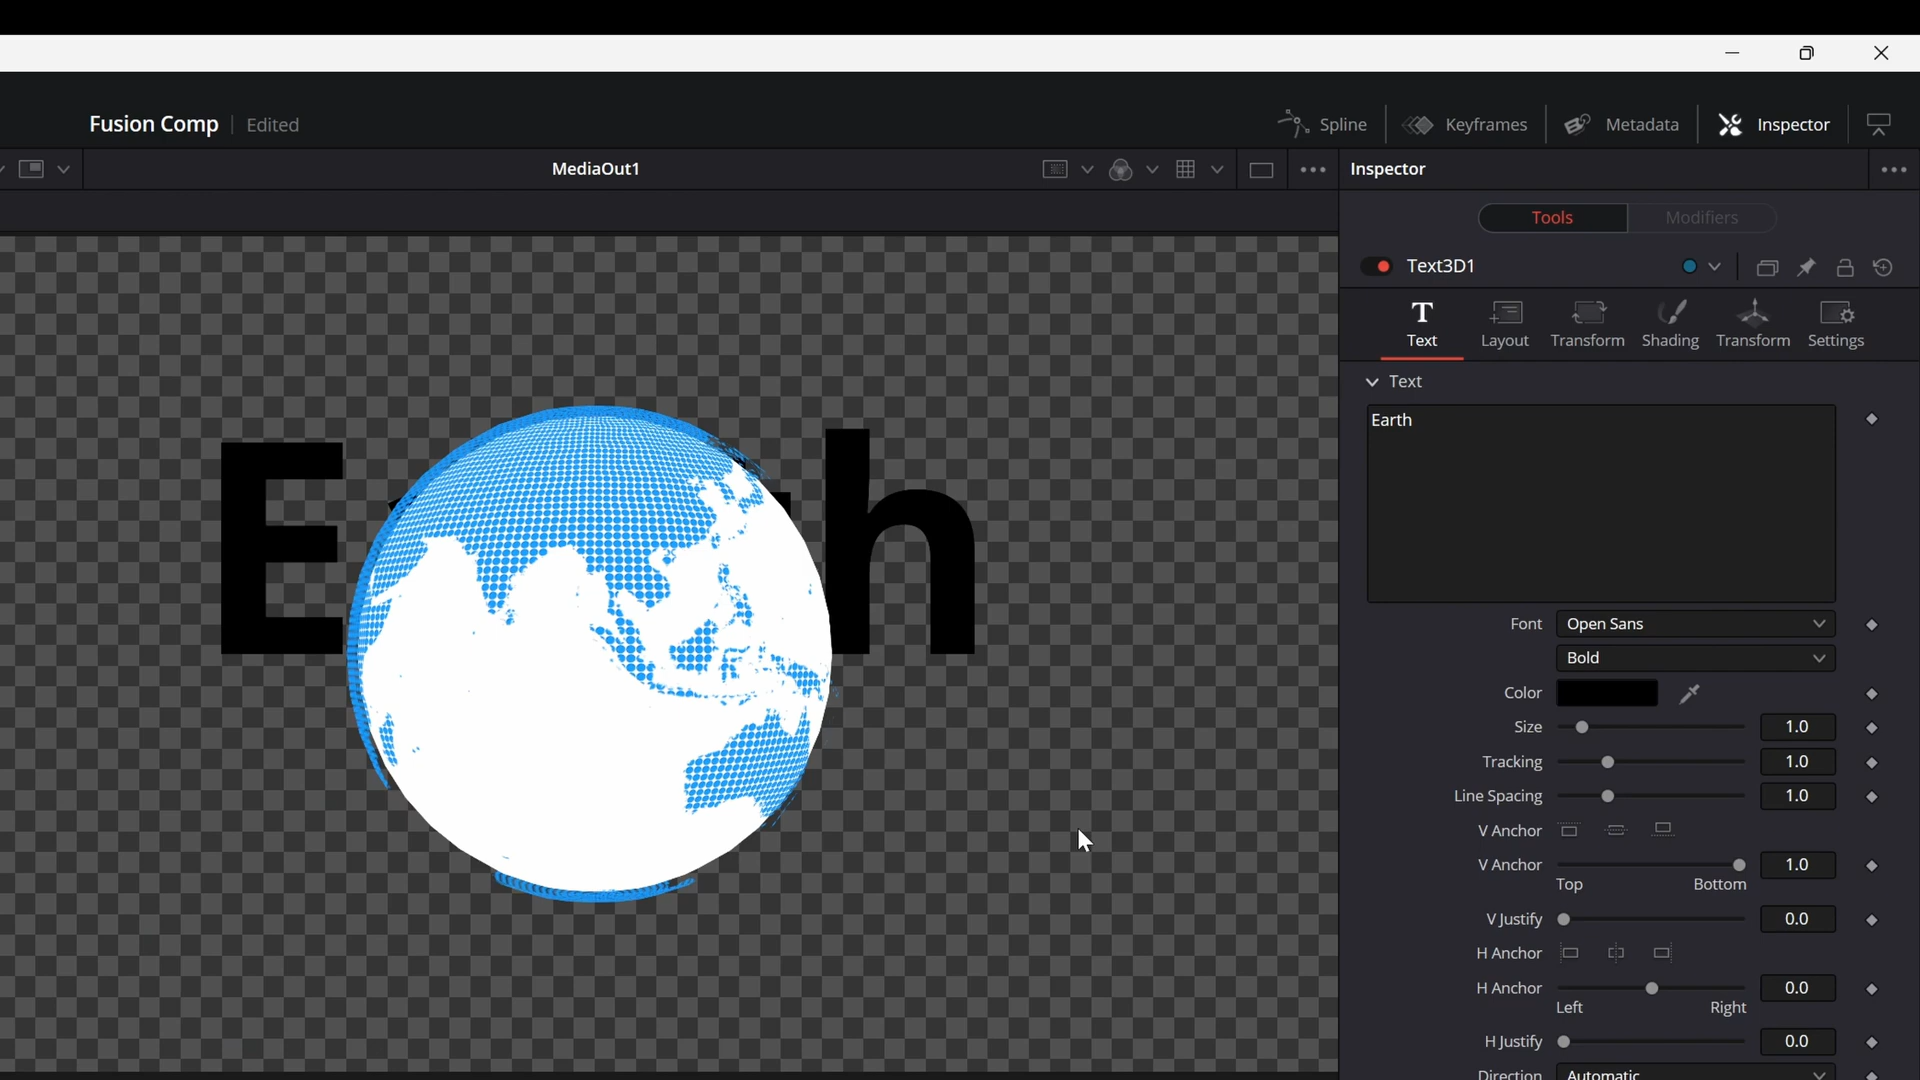 Fusion Comp Edited
Spline Keyframes Metadata Inspector
MediaOut1
Inspector
Tools Modifiers
Text3D1
Text Layout Transform Shading Transform Settings
Text
Earth
E h
Font Open Sans
Bold
Color
Size 1.0
Tracking 1.0
Line Spacing 1.0
V Anchor
V Anchor 1.0
Top Bottom
V Justify 0.0
H Anchor
H Anchor 0.0
Left Right
H Justify 0.0
Direction Automatic